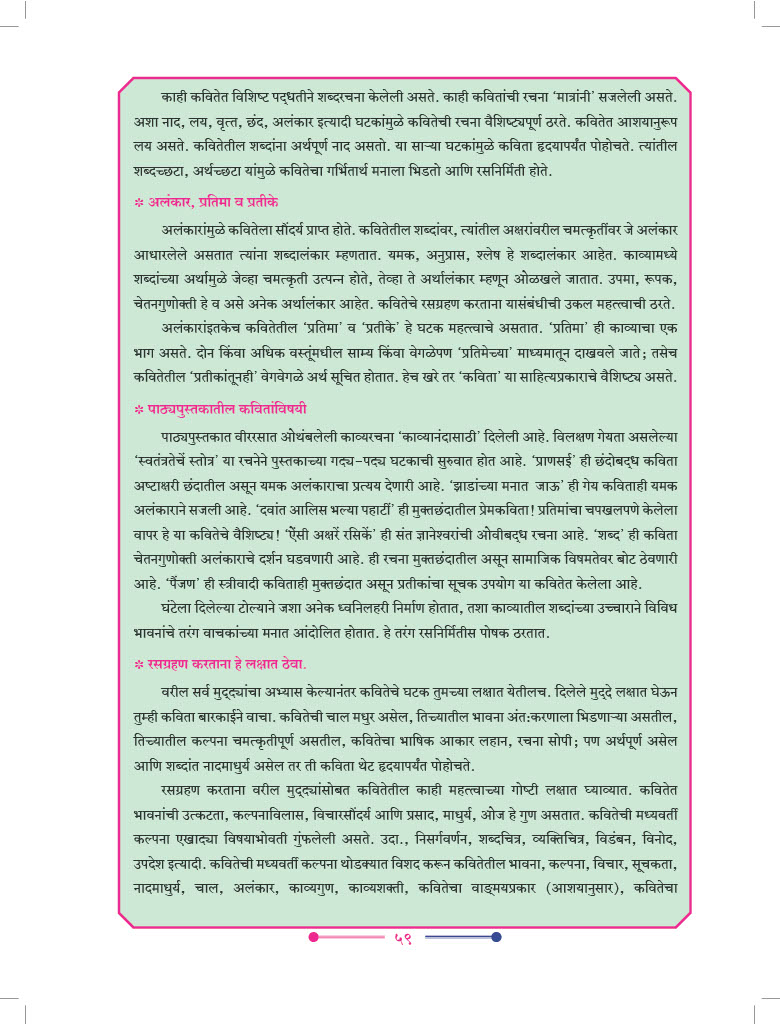 काही कवितेत विशिष्ट पद्धतीने शब्दरचना केलेली असते. काही कवितांची रचना ‘मात्रांनी’ सजलेली असते.
अशा नाद, लय, वृत्त, छंद, अलंकार इत्यादी घटकांमुळे कवितेची रचना वैशिष्ट्यपूर्ण ठरते. कवितेत आशयानुरूप
लय असते. कवितेतील शब्दांना अर्थपूर्ण नाद असतो. या साऱ्या घटकांमुळे कविता हृदयापर्यंत पोहोचते. त्यांतील
शब्दच्छटा, अर्थच्छटा यांमुळे कवितेचा गर्भितार्थ मनाला भिडतो आणि रसनिर्मिती होते.
✽ अलंकार, प्रतिमा व प्रतीके
अलंकारांमुळे कवितेला सौंदर्य प्राप्त होते. कवितेतील शब्दांवर, त्यांतील अक्षरांवरील चमत्कृतींवर जे अलंकार
आधारलेले असतात त्यांना शब्दालंकार म्हणतात. यमक, अनुप्रास, श्लेष हे शब्दालंकार आहेत. काव्यामध्ये
शब्दांच्या अर्थामुळे जेव्हा चमत्कृती उत्पन्न होते, तेव्हा ते अर्थालंकार म्हणून ओळखले जातात. उपमा, रूपक,
चेतनगुणोक्ती हे व असे अनेक अर्थालंकार आहेत. कवितेचे रसग्रहण करताना यासंबंधीची उकल महत्त्वाची ठरते.
अलंकारांइतकेच कवितेतील ‘प्रतिमा’ व ‘प्रतीके’ हे घटक महत्त्वाचे असतात. ‘प्रतिमा’ ही काव्याचा एक
भाग असते. दोन किंवा अधिक वस्तूंमधील साम्य किंवा वेगळेपण ‘प्रतिमेच्या’ माध्यमातून दाखवले जाते; तसेच
कवितेतील ‘प्रतीकांतूनही’ वेगवेगळे अर्थ सूचित होतात. हेच खरे तर ‘कविता’ या साहित्यप्रकाराचे वैशिष्ट्य असते.
✽ पाठ्यपुस्तकातील कवितांविषयी
पाठ्यपुस्तकात वीररसात ओथंबलेली काव्यरचना ‘काव्यानंदासाठी’ दिलेली आहे. विलक्षण गेयता असलेल्या
‘स्वतंत्रतेचें स्तोत्र’ या रचनेने पुस्तकाच्या गद्य-पद्य घटकाची सुरुवात होत आहे. ‘प्राणसई’ ही छंदोबद्ध कविता
अष्टाक्षरी छंदातील असून यमक अलंकाराचा प्रत्यय देणारी आहे. ‘झाडांच्या मनात जाऊ’ ही गेय कविताही यमक
अलंकाराने सजली आहे. ‘दवांत आलिस भल्या पहाटीं’ ही मुक्तछंदातील प्रेमकविता! प्रतिमांचा चपखलपणे केलेला
वापर हे या कवितेचे वैशिष्ट्य! ‘ऐसीं अक्षरें रसिकें’ ही संत ज्ञानेश्वरांची ओवीबद्ध रचना आहे. ‘शब्द’ ही कविता
चेतनगुणोक्ती अलंकाराचे दर्शन घडवणारी आहे. ही रचना मुक्तछंदातील असून सामाजिक विषमतेवर बोट ठेवणारी
आहे. ‘पैंजण’ ही स्त्रीवादी कविताही मुक्तछंदात असून प्रतीकांचा सूचक उपयोग या कवितेत केलेला आहे.
घंटेला दिलेल्या टोल्याने जशा अनेक ध्वनिलहरी निर्माण होतात, तशा काव्यातील शब्दांच्या उच्चाराने विविध
भावनांचे तरंग वाचकांच्या मनात आंदोलित होतात. हे तरंग रसनिर्मितीस पोषक ठरतात.
✽ रसग्रहण करताना हे लक्षात ठेवा.
वरील सर्व मुद्द्यांचा अभ्यास केल्यानंतर कवितेचे घटक तुमच्या लक्षात येतीलच. दिलेले मुद्दे लक्षात घेऊन
तुम्ही कविता बारकाईने वाचा. कवितेची चाल मधुर असेल, तिच्यातील भावना अंत:करणाला भिडणाऱ्या असतील,
तिच्यातील कल्पना चमत्कृतीपूर्ण असतील, कवितेचा भाषिक आकार लहान, रचना सोपी; पण अर्थपूर्ण असेल
आणि शब्दांत नादमाधुर्य असेल तर ती कविता थेट हृदयापर्यंत पोहोचते.
रसग्रहण करताना वरील मुद्द्यांसोबत कवितेतील काही महत्त्वाच्या गोष्टी लक्षात घ्याव्यात. कवितेत
भावनांची उत्कटता, कल्पनाविलास, विचारसौंदर्य आणि प्रसाद, माधुर्य, ओज हे गुण असतात. कवितेची मध्यवर्ती
कल्पना एखाद्या विषयाभोवती गुंफलेली असते. उदा., निसर्गवर्णन, शब्दचित्र, व्यक्तिचित्र, विडंबन, विनोद,
उपदेश इत्यादी. कवितेची मध्यवर्ती कल्पना थोडक्यात विशद करून कवितेतील भावना, कल्पना, विचार, सूचकता,
नादमाधुर्य, चाल, अलंकार, काव्यगुण, काव्यशक्ती, कवितेचा वाङ्मयप्रकार (आशयानुसार), कवितेचा
५९